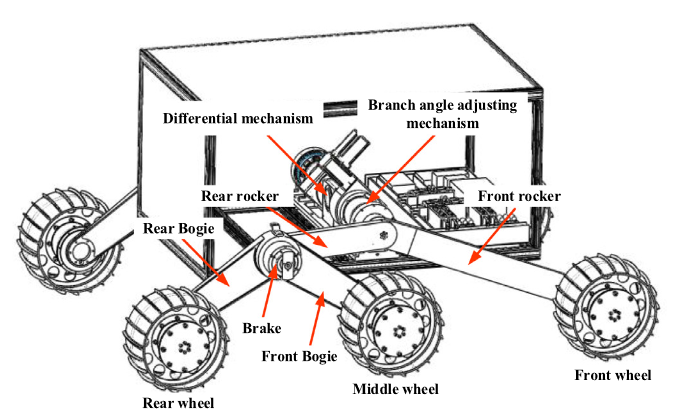 Differential mechanism
Branch angle adjusting
mechanism
Rear rocker
Front rocker
Rear Bogie
Brake
Front Bogie
Rear wheel
Middle wheel
Front wheel